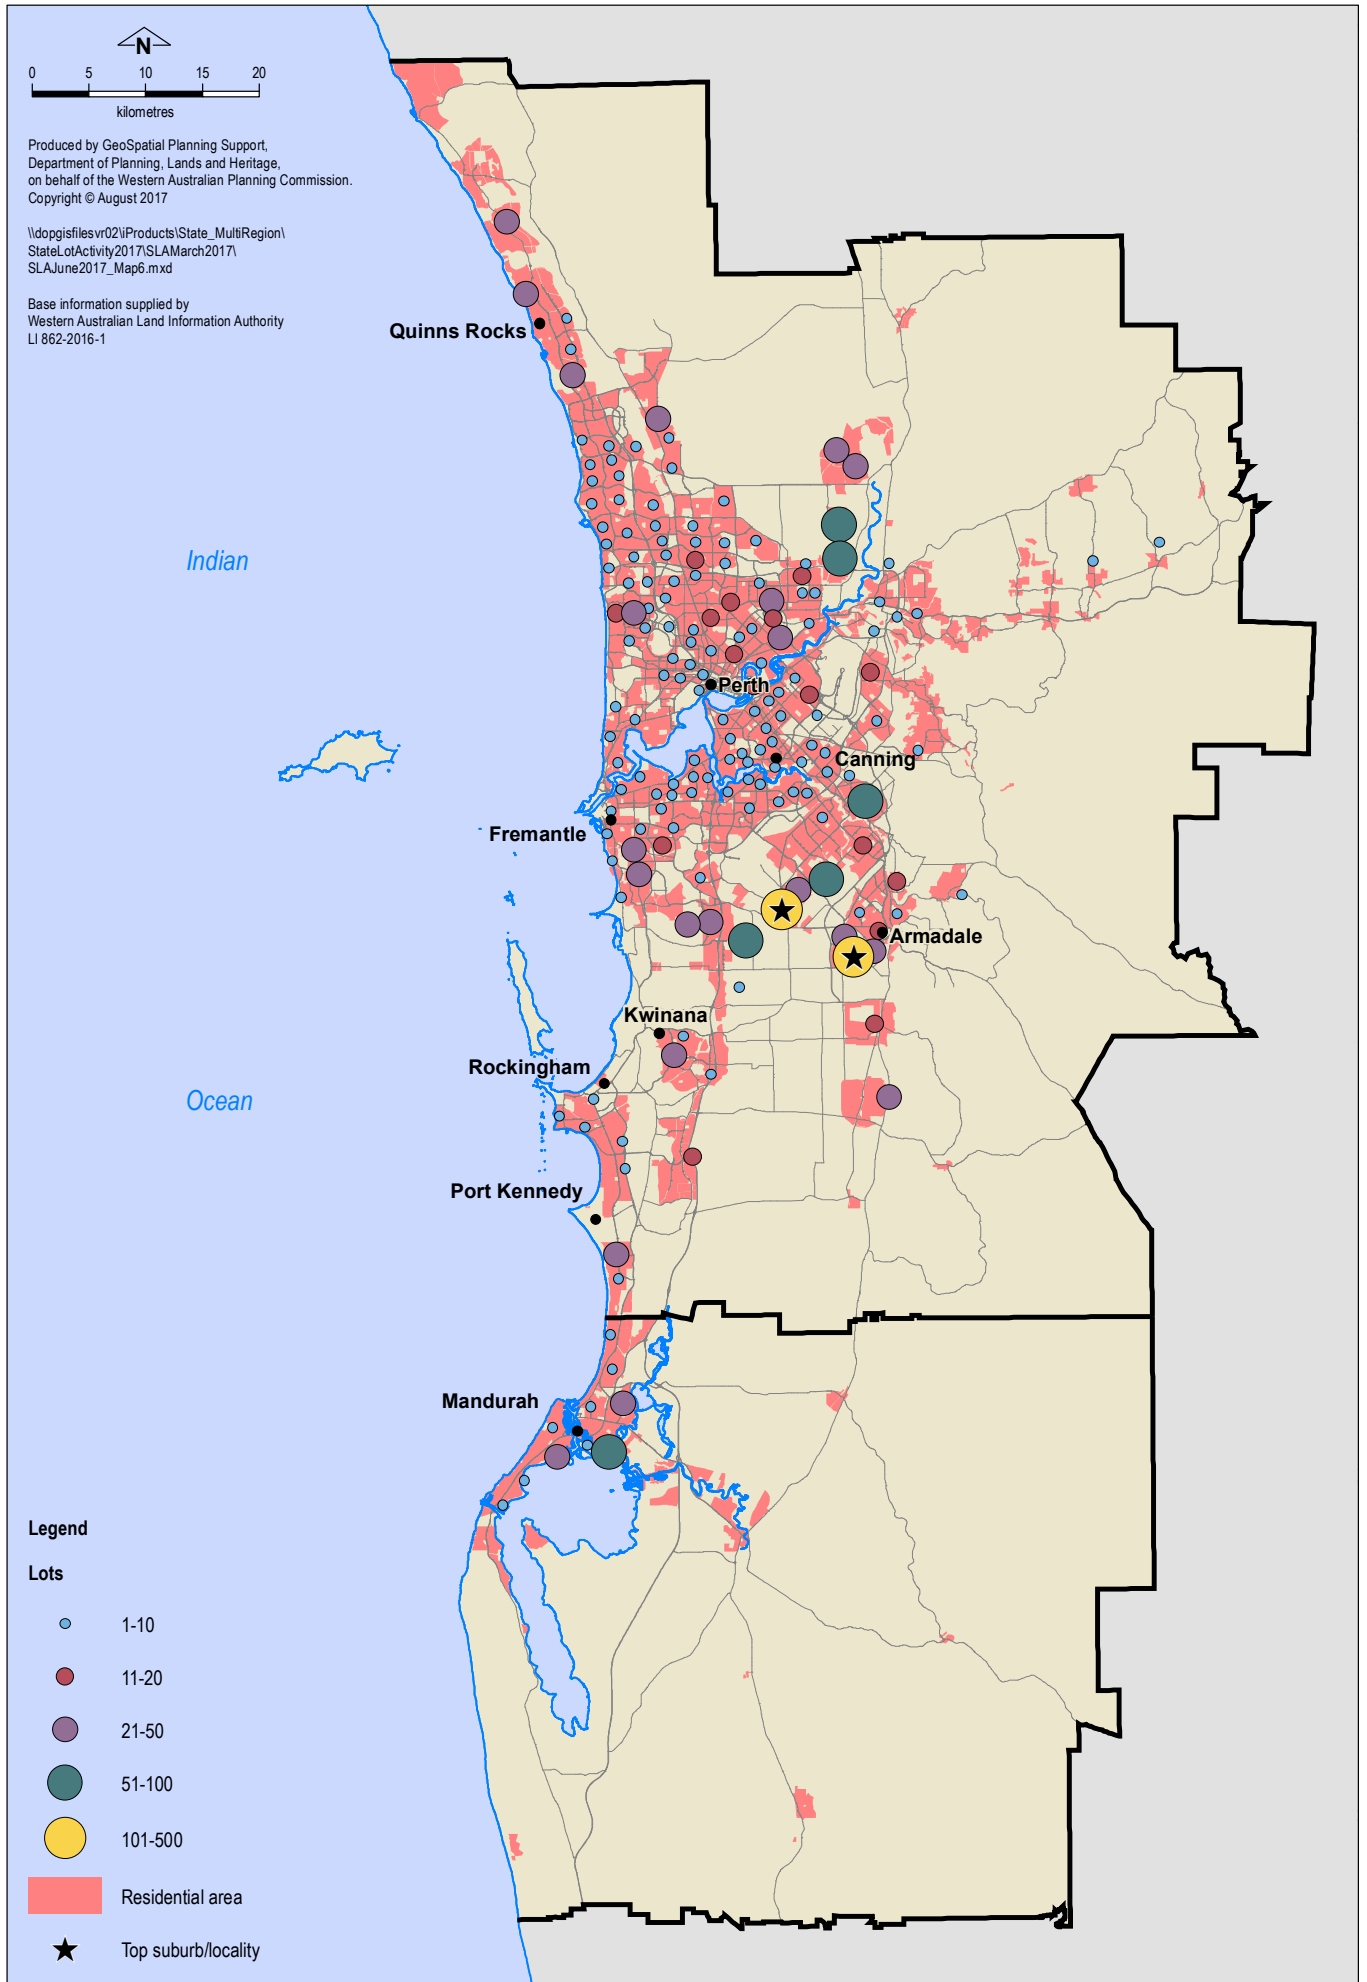 N
0 5 10 15 20
kilometres
Produced by GeoSpatial Planning Support,
Department of Planning, Lands and Heritage,
on behalf of the Western Australian Planning Commission.
Copyright © August 2017
\\dopgisfilesvr02\iProducts\State_MultiRegion\
StateLotActivity2017\SLAMarch2017\
SLAJune2017_Map6.mxd
Base information supplied by
Western Australian Land Information Authority
LI 862-2016-1
Quinns Rocks
Indian
Perth
Canning
Fremantle
Armadale
Kwinana
Rockingham
Ocean
Port Kennedy
Mandurah
Legend
Lots
1-10
11-20
21-50
51-100
101-500
Residential area
Top suburb/locality